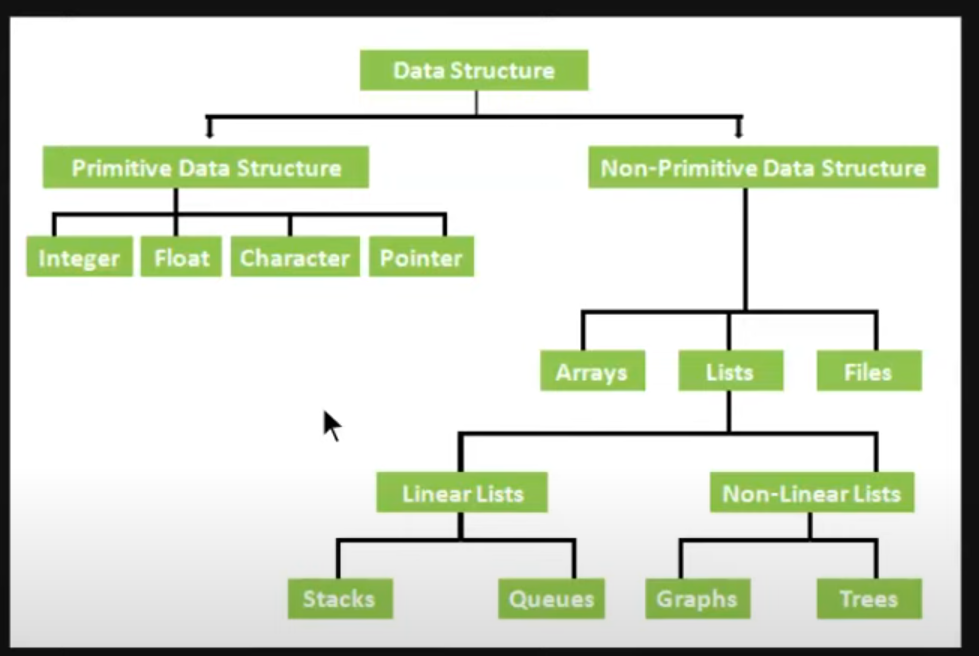 Data Structure
Primitive Data Structure
Non-Primitive Data Structure
Integer
Float
Character
Pointer
Arrays
Lists
Files
Linear Lists
Non-Linear Lists
Stacks
Queues
Graphs
Trees